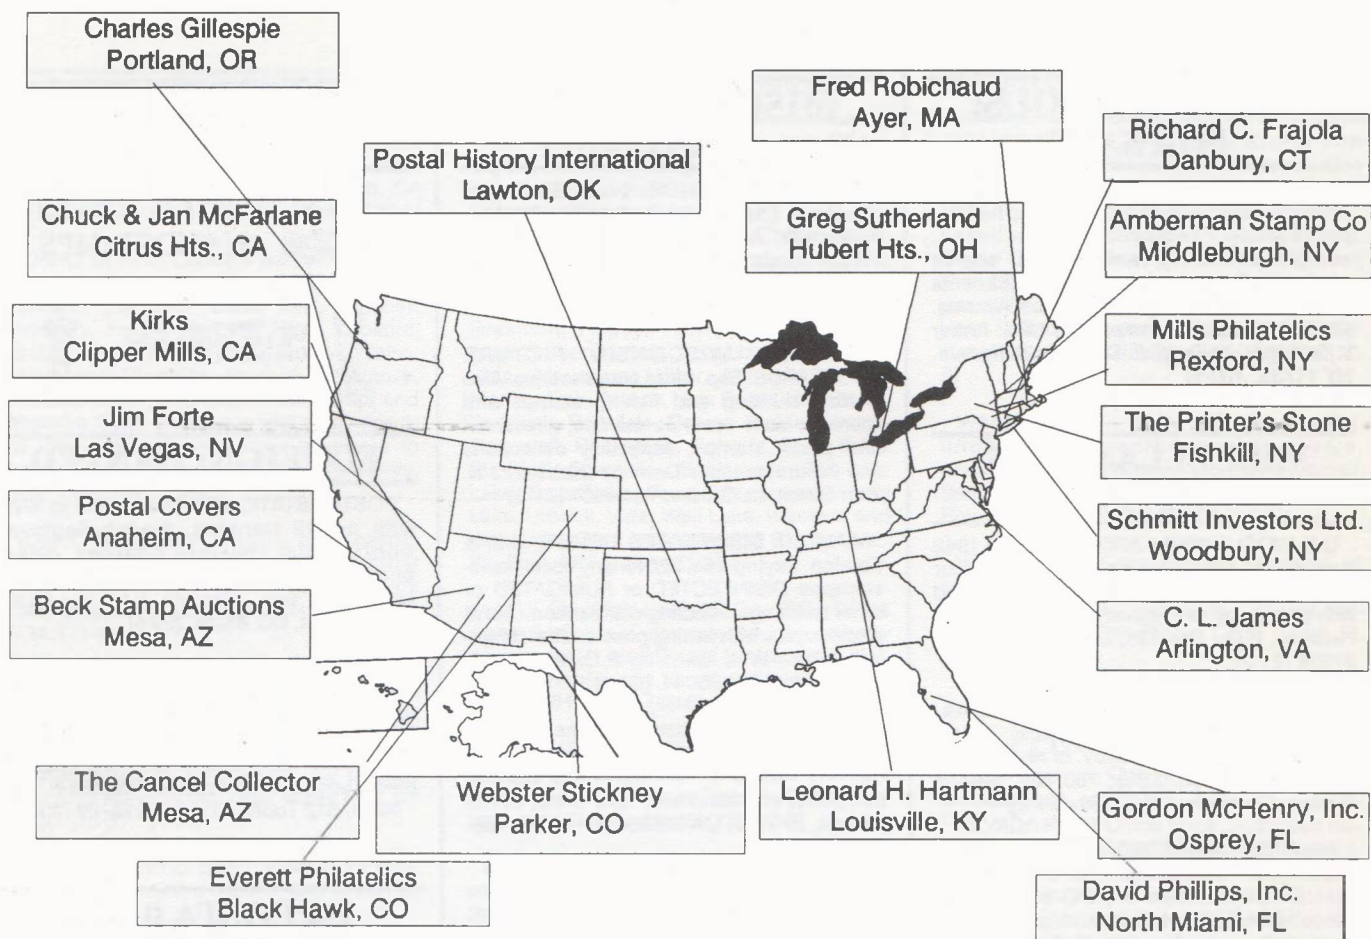 Charles Gillespie
Portland, OR
Fred Robichaud
Ayer, MA
Richard C. Frajola
Danbury, CT
Postal History International
Lawton, OK
Chuck & Jan McFarlane
Citrus Hts., CA
Greg Sutherland
Hubert Hts., OH
Amberman Stamp Co
Middleburgh, NY
Kirks
Clipper Mills, CA
Mills Philatelics
Rexford, NY
Jim Forte
Las Vegas, NV
The Printer's Stone
Fishkill, NY
Postal Covers
Anaheim, CA
Schmitt Investors Ltd.
Woodbury, NY
Beck Stamp Auctions
Mesa, AZ
C. L. James
Arlington, VA
The Cancel Collector
Mesa, AZ
Webster Stickney
Parker, CO
Leonard H. Hartmann
Louisville, KY
Gordon McHenry, Inc.
Osprey, FL
Everett Philatelics
Black Hawk, CO
David Phillips, Inc.
North Miami, FL